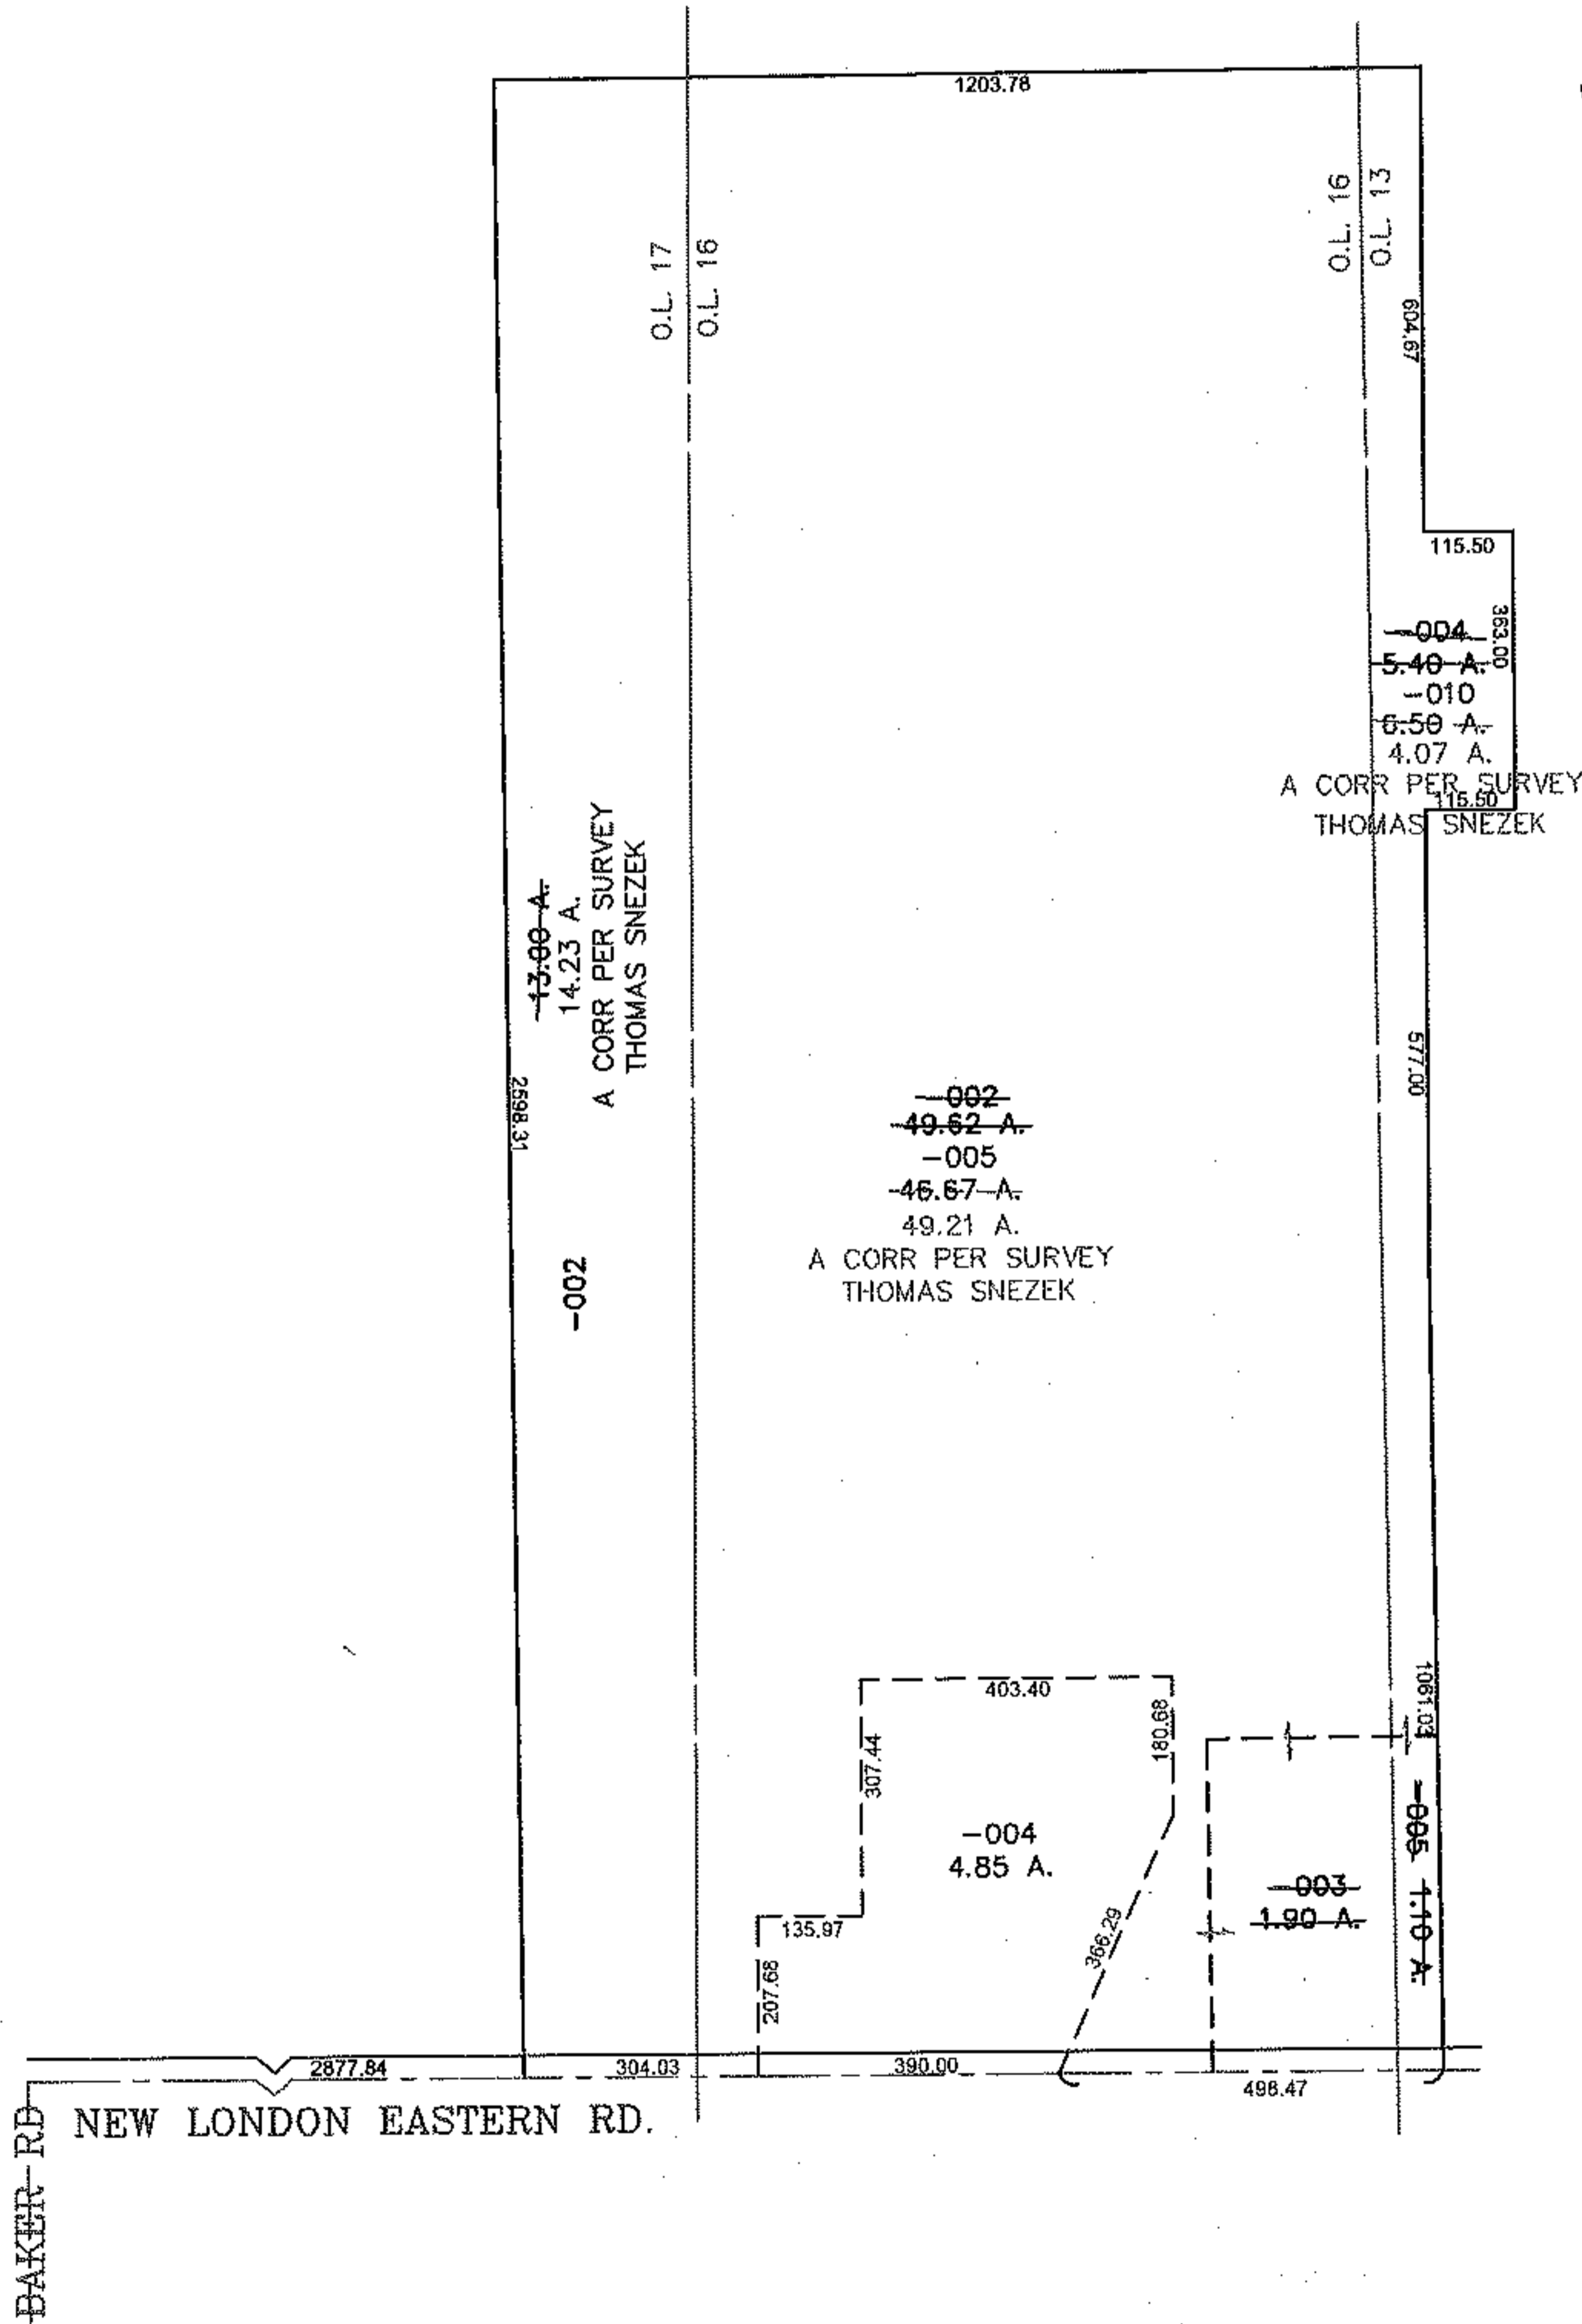 1203.78
O.L. 17
O.L. 16
O.L. 16
O.L. 13
604.67
115.50
363.00
-004
5.40 A.
-010
6.50 A.
4.07 A.
A CORR PER SURVEY
THOMAS SNEZEK
115.50
13.00 A.
14.23 A.
A CORR PER SURVEY
THOMAS SNEZEK
2598.31
-002
577.00
-002
49.62 A.
-005
46.67 A.
49.21 A.
A CORR PER SURVEY
THOMAS SNEZEK
403.40
307.44
180.68
1061.03
-004
4.85 A.
135.97
207.68
366.29
-003
1.90 A.
-005 1.10 A.
2877.84
304.03
390.00
498.47
NEW LONDON EASTERN RD.
BAKER RD